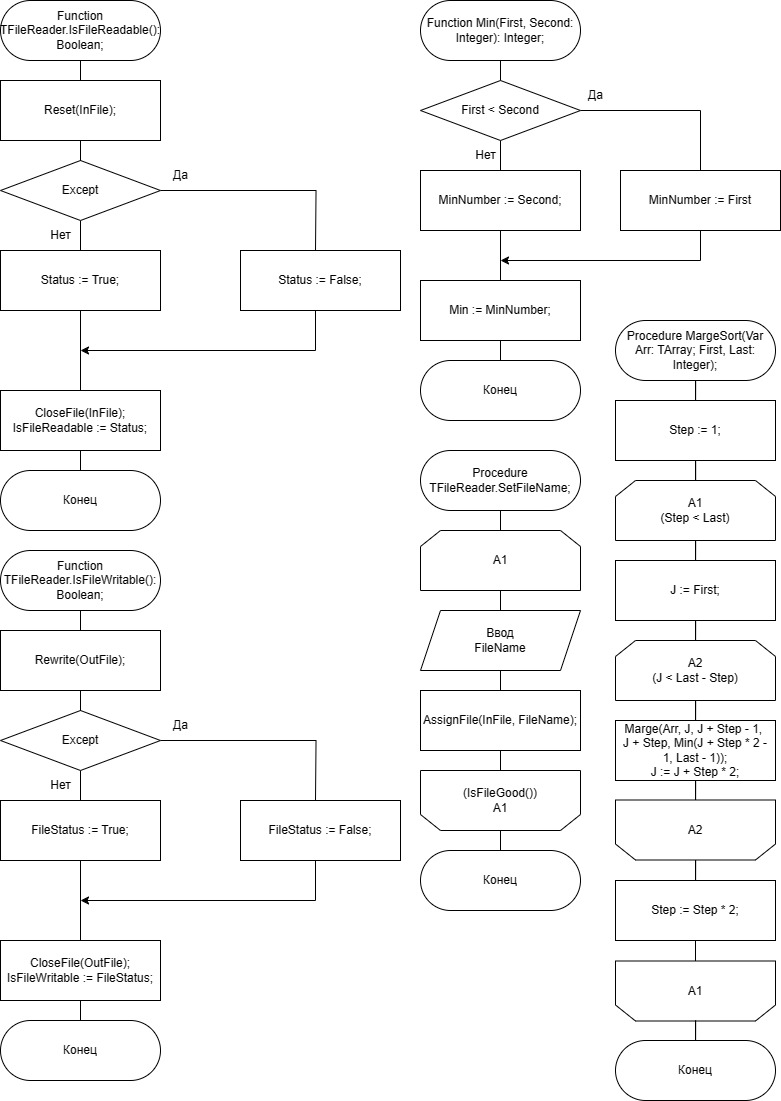 Function
TFileReader.IsFileReadable():
Boolean;
Reset(InFile);
Except
Да
Нет
Status := True;
Status := False;
CloseFile(InFile);
IsFileReadable := Status;
Конец
Function
TFileReader.IsFileWritable():
Boolean;
Rewrite(OutFile);
Except
Да
Нет
FileStatus := True;
FileStatus := False;
CloseFile(OutFile);
IsFileWritable := FileStatus;
Конец
Function Min(First, Second:
Integer): Integer;
First < Second
Да
Нет
MinNumber := Second;
MinNumber := First
Min := MinNumber;
Конец
Procedure
TFileReader.SetFileName;
A1
Ввод
FileName
AssignFile(InFile, FileName);
(IsFileGood())
A1
Конец
Procedure MargeSort(Var
Arr: TArray; First, Last:
Integer);
Step := 1;
A1
(Step < Last)
J := First;
A2
(J < Last - Step)
Marge(Arr, J, J + Step - 1,
J + Step, Min(J + Step * 2 -
1, Last - 1));
J := J + Step * 2;
A2
Step := Step * 2;
A1
Конец